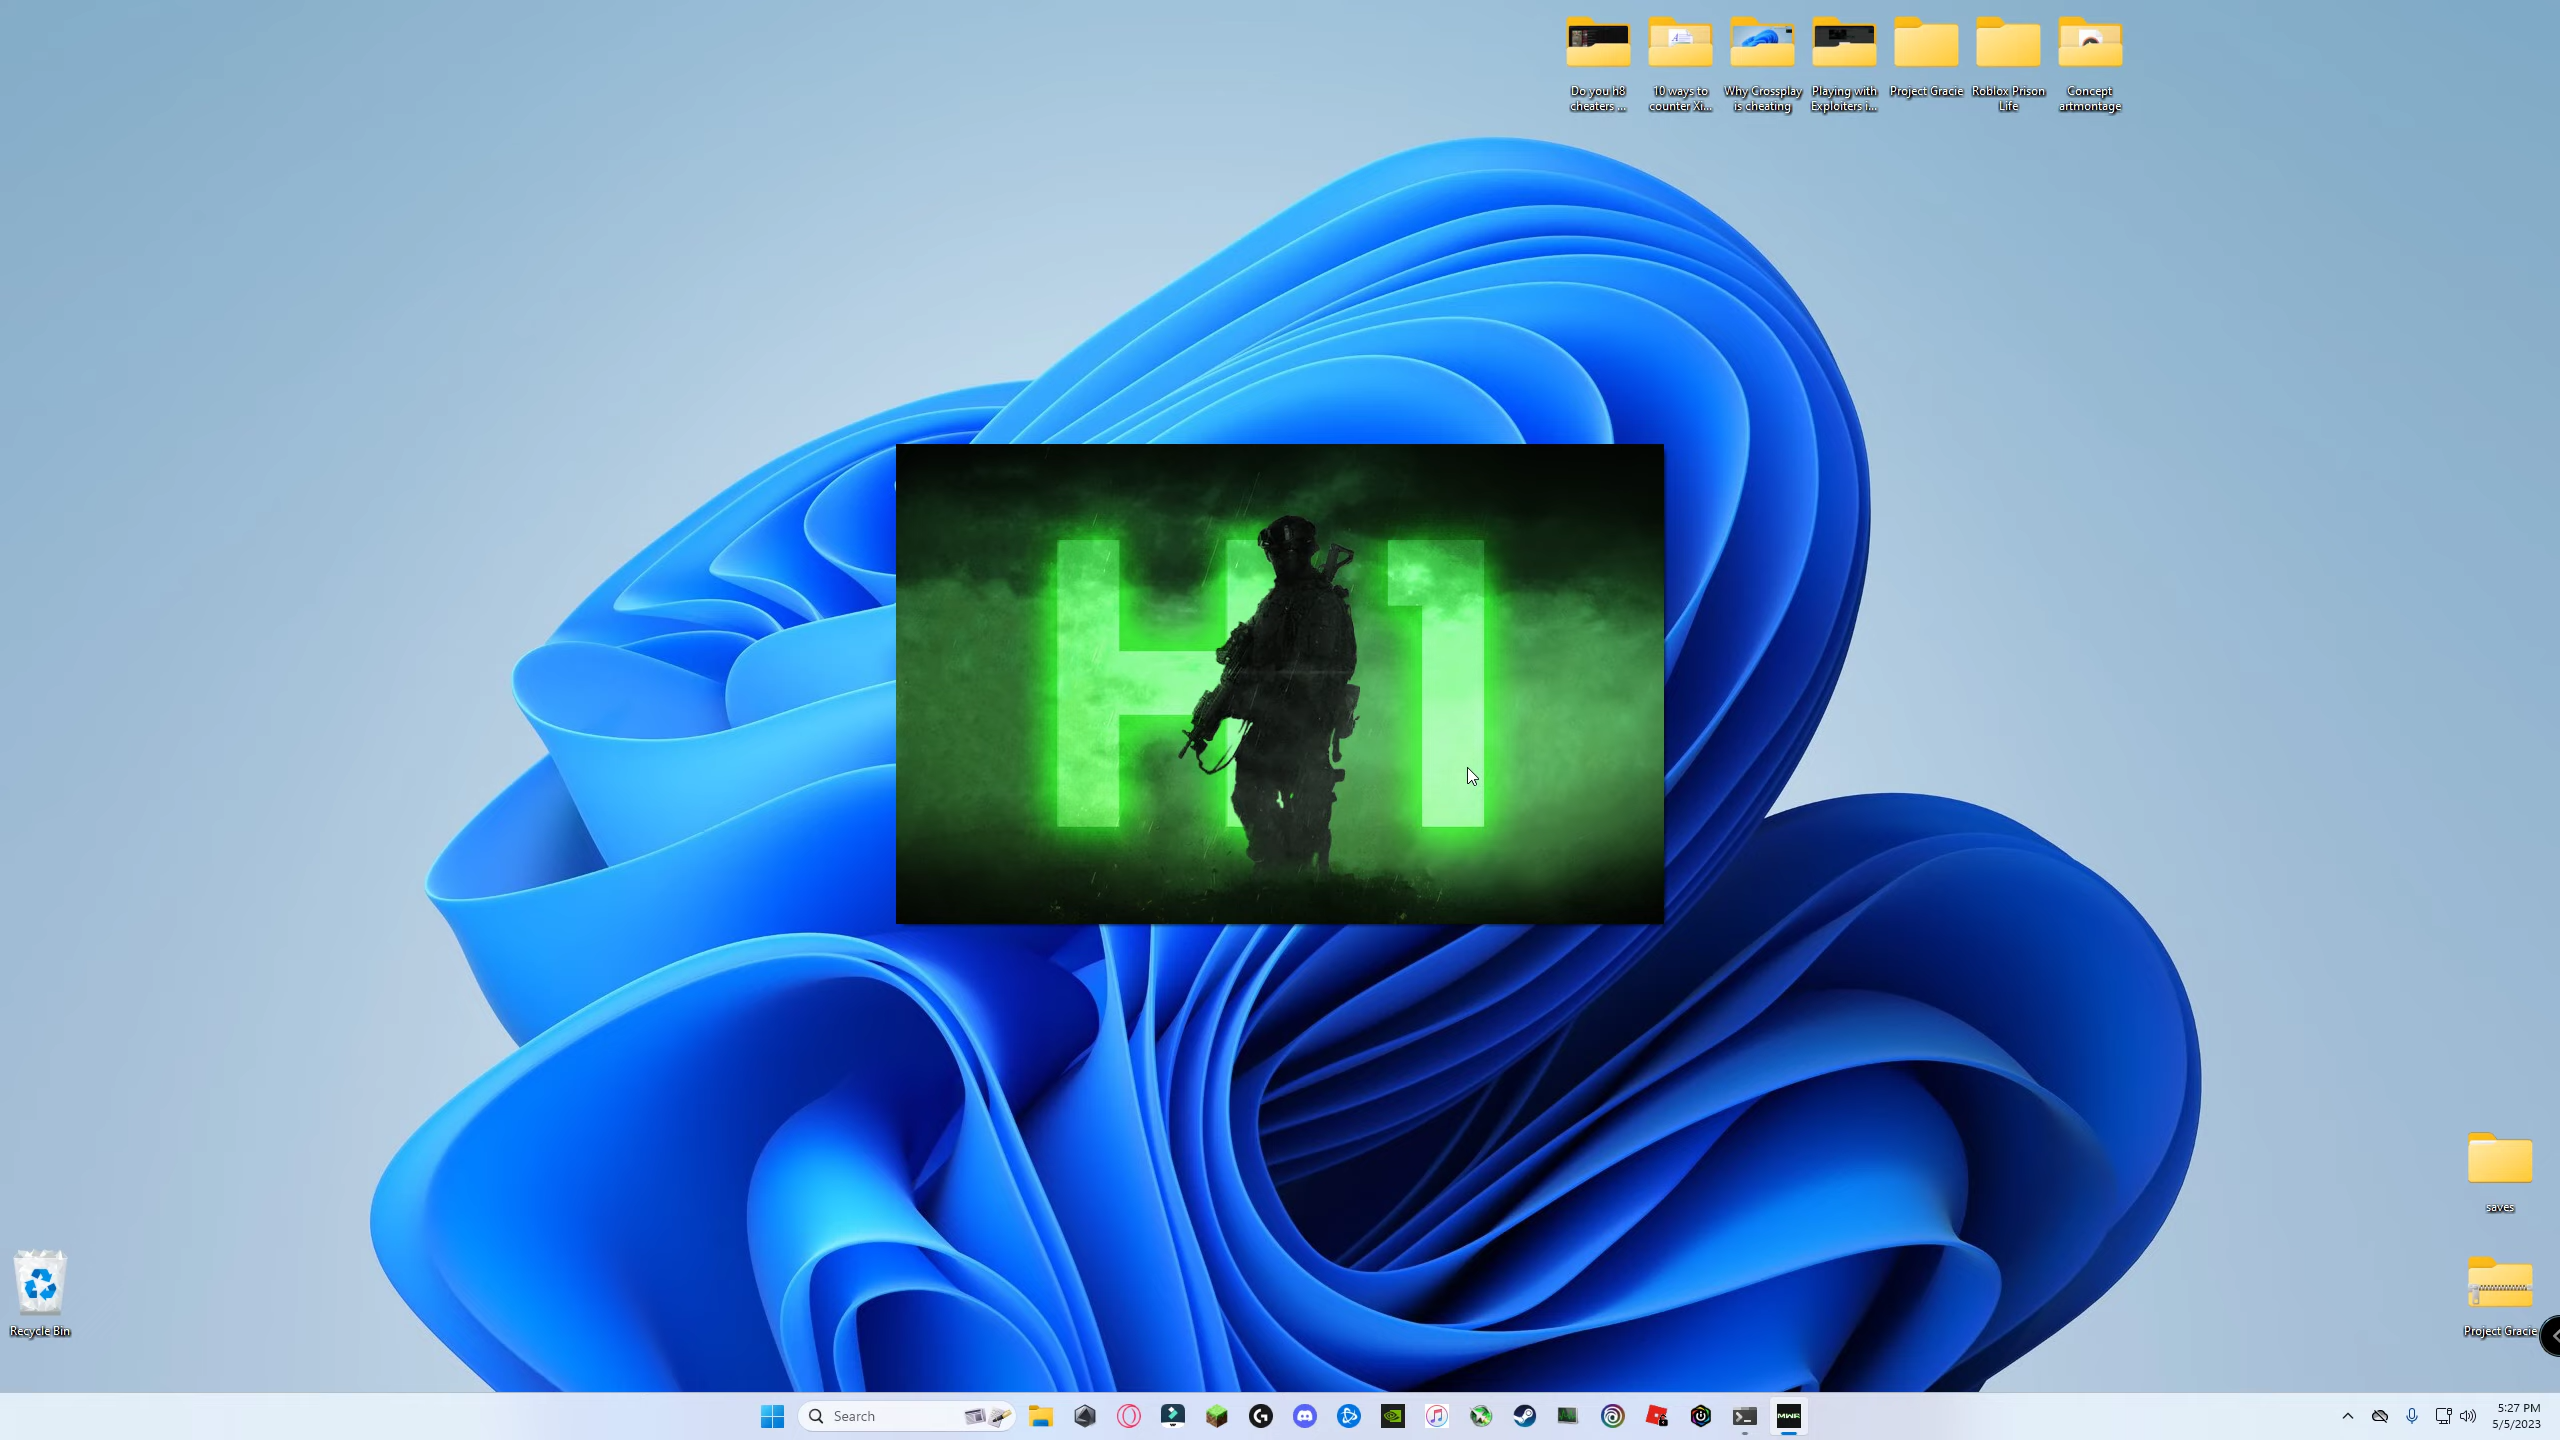 Do you h8
cheaters ...
10 ways to
counter Xi...
Why Crossplay
is cheating
Playing with
Exploiters i...
Project Gracie
Roblox Prison
Life
Concept
artmontage
H1
saves
Recycle Bin
Project Gracie
Search
MWR
5:27 PM
5/5/2023